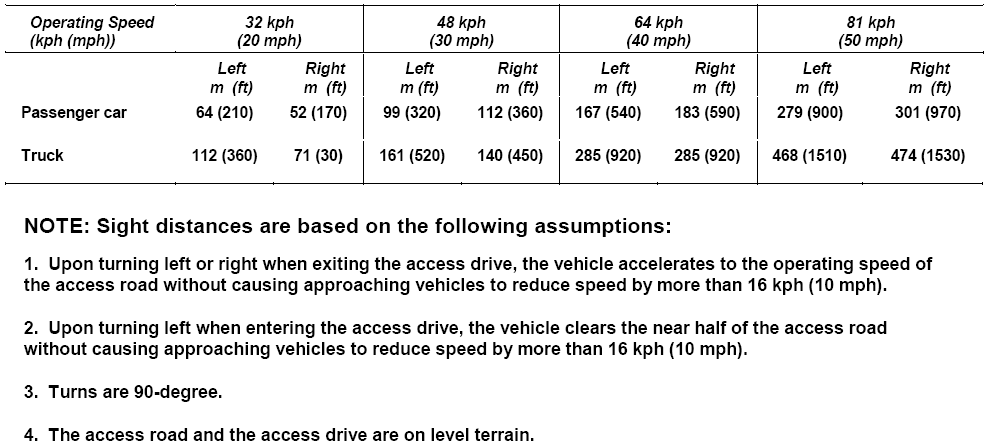 Operating Speed 32 kph 48 kph 64 kph 81 kph
(kph (mph)) (20 mph) (30 mph) (40 mph) (50 mph)
Left Right Left Right Left Right Left Right
m (ft) m (ft) m (ft) m (ft) m (ft) m (ft) m (ft) m (ft)
Passenger car 64 (210) 52 (170) 99 (320) 112 (360) 167 (540) 183 (590) 279 (900) 301 (970)
Truck 112 (360) 71 (30) 161 (520) 140 (450) 285 (920) 285 (920) 468 (1510) 474 (1530)
NOTE: Sight distances are based on the following assumptions:
1. Upon turning left or right when exiting the access drive, the vehicle accelerates to the operating speed of
the access road without causing approaching vehicles to reduce speed by more than 16 kph (10 mph).
2. Upon turning left when entering the access drive, the vehicle clears the near half of the access road
without causing approaching vehicles to reduce speed by more than 16 kph (10 mph).
3. Turns are 90-degree.
4. The access road and the access drive are on level terrain.